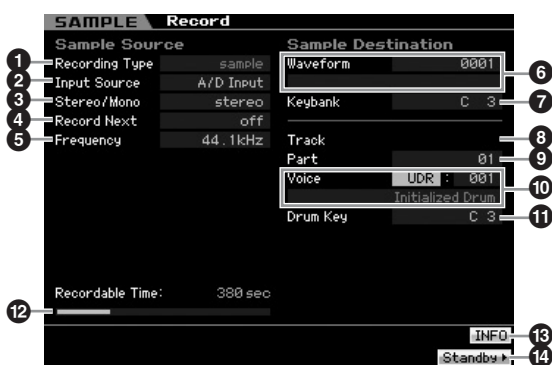 SAMPLE Record
Sample Source
1 Recording Type sample
2 Input Source A/D Input
3 Stereo/Mono stereo
4 Record Next off
5 Frequency 44.1kHz
Recordable Time: 380 sec
12
Sample Destination
Waveform 0001 6
Keybank C 3 7
Track 8
Part 01 9
Voice UDR : 001 10
Initialized Drum
Drum Key C 3 11
INFO 13
Standby 14